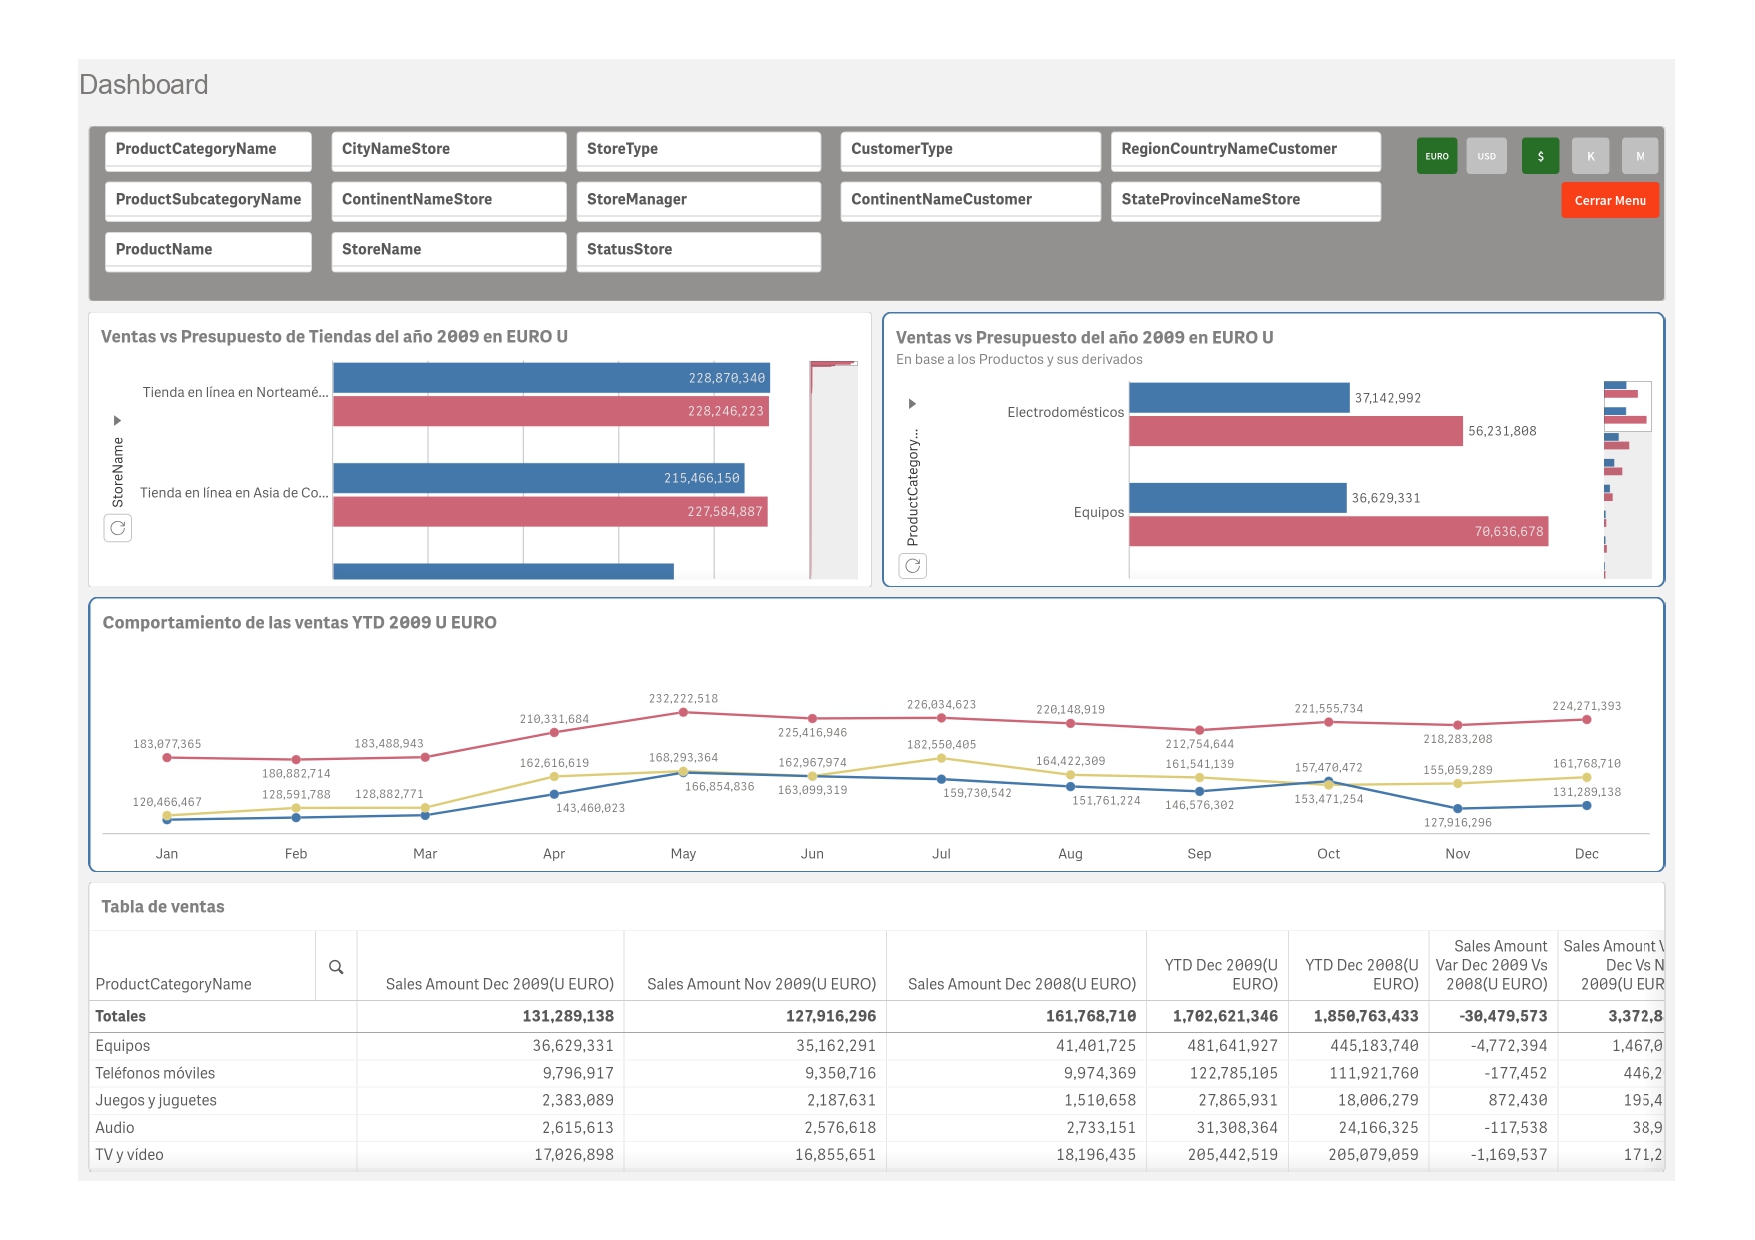 Dashboard
ProductCategoryName
CityNameStore
StoreType
CustomerType
RegionCountryNameCustomer
EURO
USD
$
K
M
ProductSubcategoryName
ContinentNameStore
StoreManager
ContinentNameCustomer
StateProvinceNameStore
Cerrar Menu
ProductName
StoreName
StatusStore
Ventas vs Presupuesto de Tiendas del año 2009 en EURO U
StoreName
Tienda en línea en Norteamé...
228,870,340
228,246,223
Tienda en línea en Asia de Co...
215,466,150
227,584,887
Ventas vs Presupuesto del año 2009 en EURO U
En base a los Productos y sus derivados
ProductCategory...
Electrodomésticos
37,142,992
56,231,808
Equipos
36,629,331
70,636,678
Comportamiento de las ventas YTD 2009 U EURO
183,077,365
180,882,714
183,488,943
210,331,684
232,222,518
225,416,946
226,034,623
220,148,919
212,754,644
221,555,734
218,283,208
224,271,393
120,466,467
128,591,788
128,882,771
162,616,619
168,293,364
162,967,974
182,550,405
164,422,309
161,541,139
157,470,472
155,059,289
161,768,710
143,460,023
166,854,836
163,099,319
159,730,542
151,761,224
146,576,302
153,471,254
127,916,296
131,289,138
Jan Feb Mar Apr May Jun Jul Aug Sep Oct Nov Dec
Tabla de ventas
ProductCategoryName
Sales Amount Dec 2009(U EURO)
Sales Amount Nov 2009(U EURO)
Sales Amount Dec 2008(U EURO)
YTD Dec 2009(U
EURO)
YTD Dec 2008(U
EURO)
Sales Amount
Var Dec 2009 Vs
2008(U EURO)
Sales Amount V
Dec Vs N
2009(U EUR
Totales 131,289,138 127,916,296 161,768,710 1,702,621,346 1,850,763,433 -30,479,573 3,372,8
Equipos 36,629,331 35,162,291 41,401,725 481,641,927 445,183,740 -4,772,394 1,467,0
Teléfonos móviles 9,796,917 9,350,716 9,974,369 122,785,105 111,921,760 -177,452 446,2
Juegos y juguetes 2,383,089 2,187,631 1,510,658 27,865,931 18,006,279 872,430 195,4
Audio 2,615,613 2,576,618 2,733,151 31,308,364 24,166,325 -117,538 38,9
TV y vídeo 17,026,898 16,855,651 18,196,435 205,442,519 205,079,059 -1,169,537 171,2